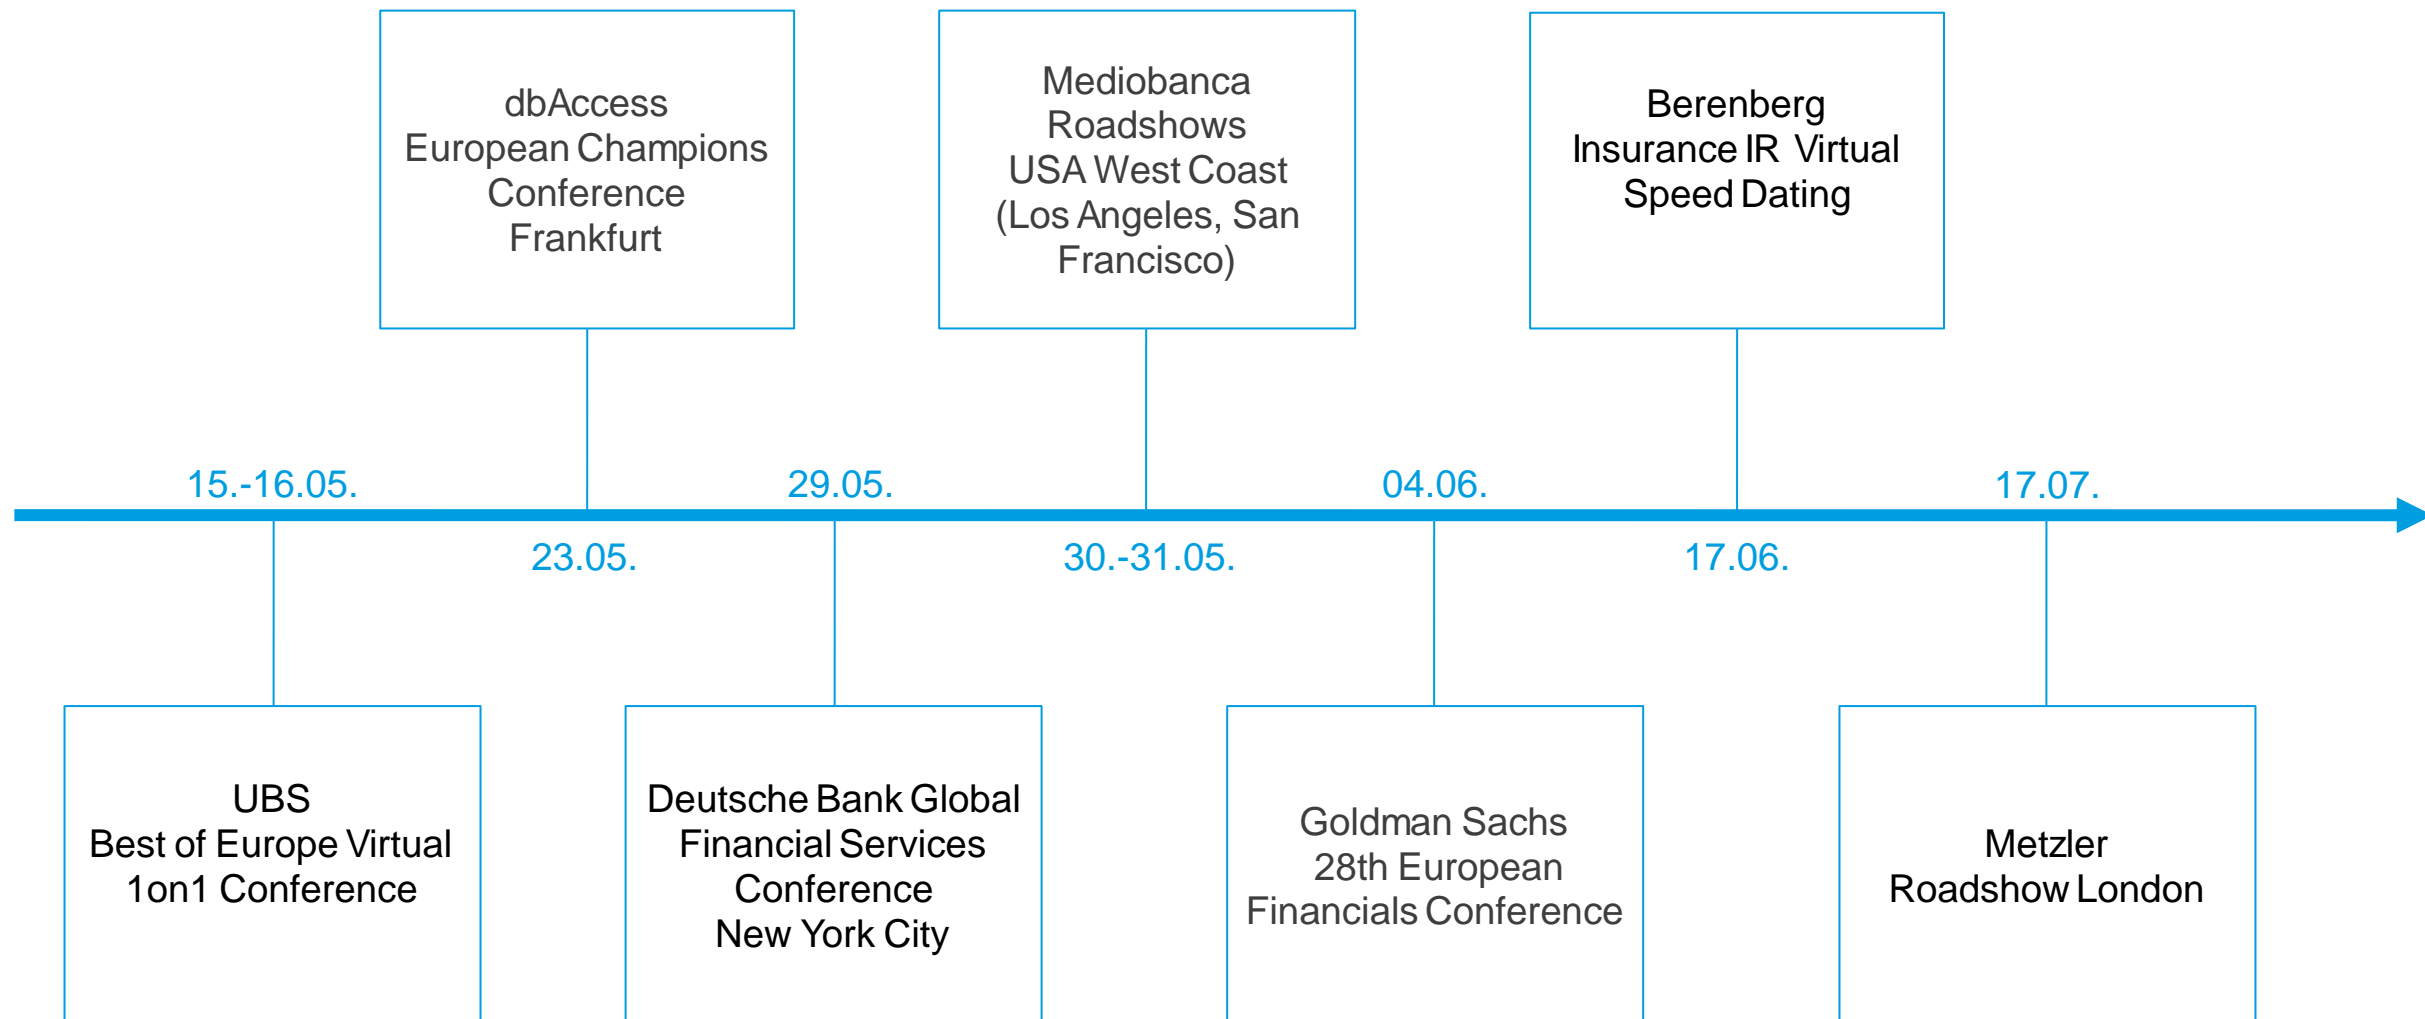 dbAccess
European Champions
Conference
Frankfurt
Mediobanca
Roadshows
USA West Coast
(Los Angeles, San
Francisco)
Berenberg
Insurance IR Virtual
Speed Dating
15.-16.05.
29.05.
04.06.
17.07.
23.05.
30.-31.05.
17.06.
UBS
Best of Europe Virtual
1on1 Conference
Deutsche Bank Global
Financial Services
Conference
New York City
Goldman Sachs
28th European
Financials Conference
Metzler
Roadshow London